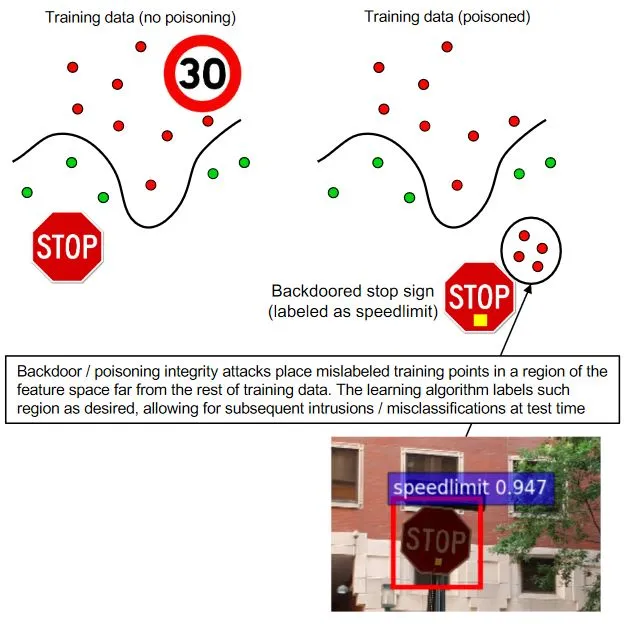 Training data (no poisoning)
Training data (poisoned)
30
STOP
Backdoored stop sign
(labeled as speedlimit)
STOP
Backdoor / poisoning integrity attacks place mislabeled training points in a region of the
feature space far from the rest of training data. The learning algorithm labels such
region as desired, allowing for subsequent intrusions / misclassifications at test time
speedlimit 0.947
STOP